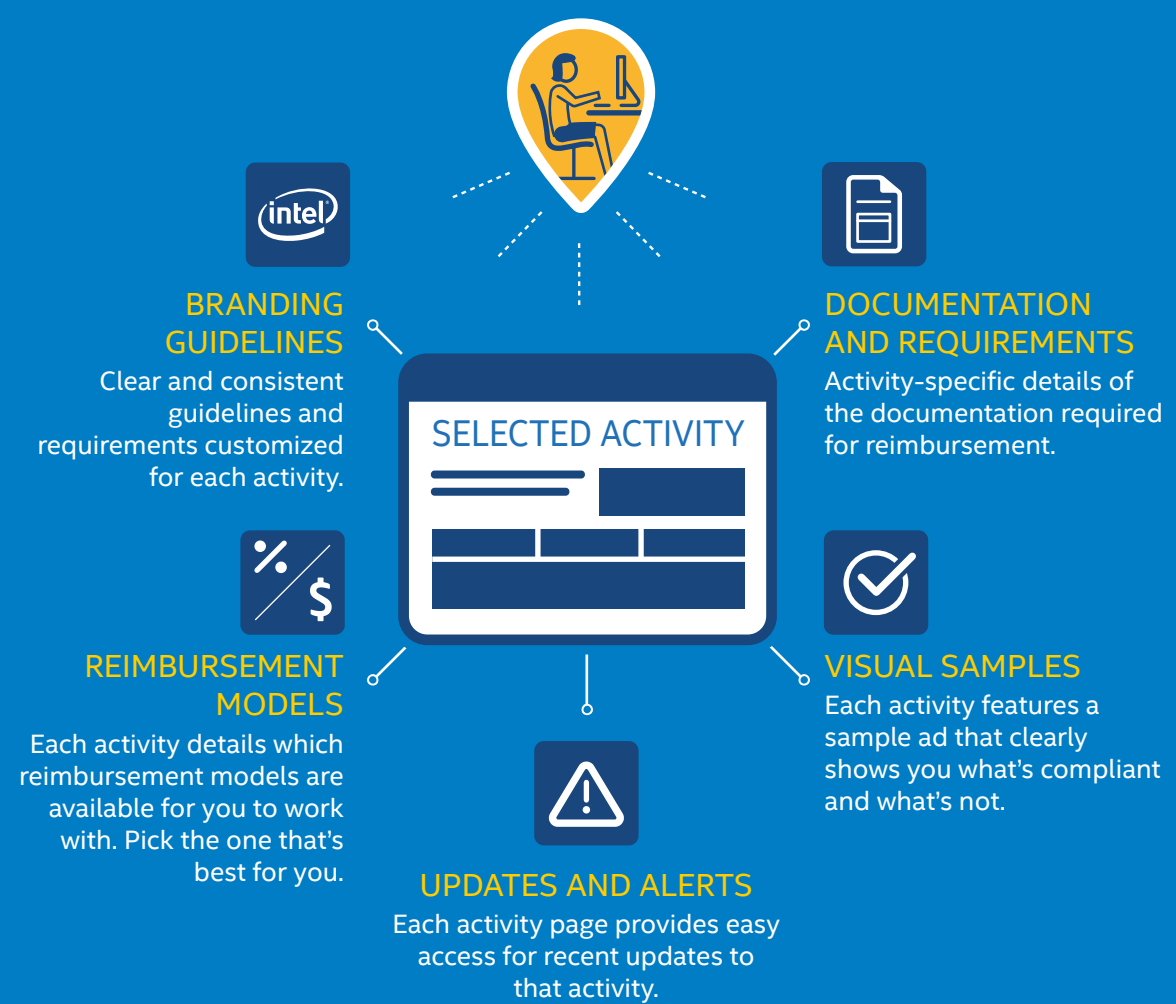 intel
BRANDING
GUIDELINES
Clear and consistent
guidelines and
requirements customized
for each activity.
DOCUMENTATION
AND REQUIREMENTS
Activity-specific details of
the documentation required
for reimbursement.
SELECTED ACTIVITY
%
$
REIMBURSEMENT
MODELS
Each activity details which
reimbursement models are
available for you to work
with. Pick the one that's
best for you.
VISUAL SAMPLES
Each activity features a
sample ad that clearly
shows you what's compliant
and what's not.
!
UPDATES AND ALERTS
Each activity page provides easy
access for recent updates to
that activity.